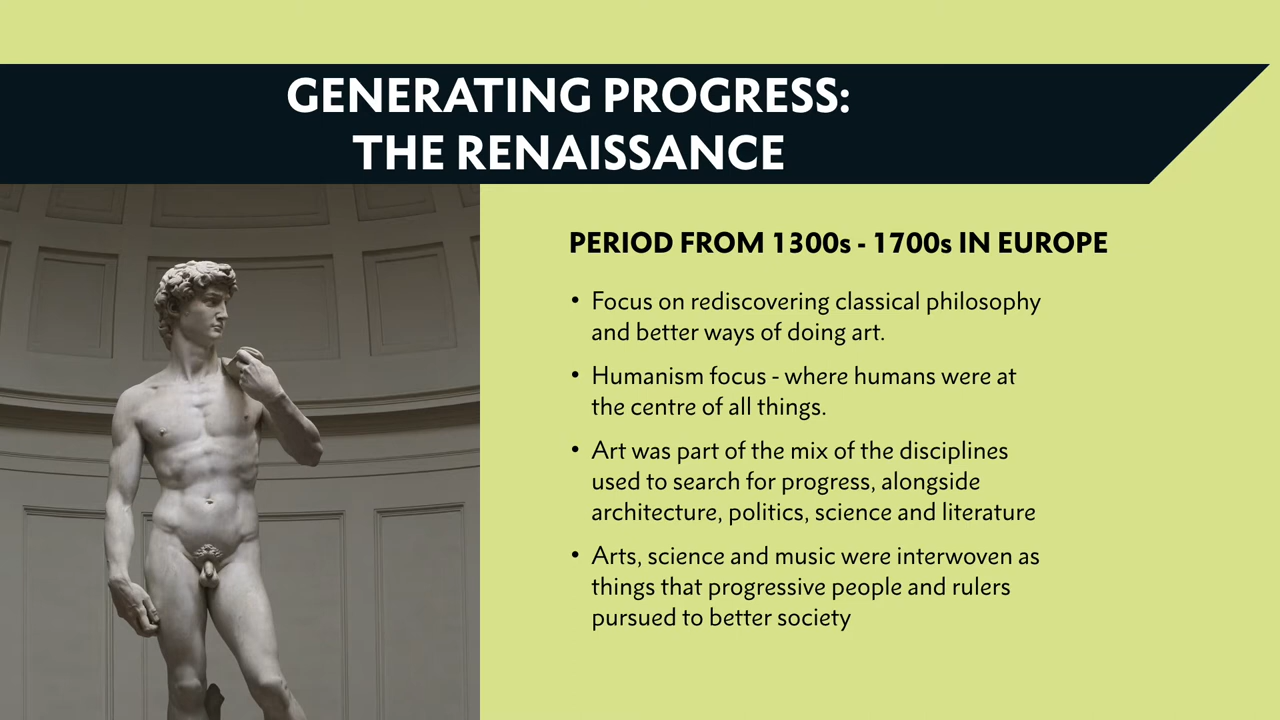 GENERATING PROGRESS:
THE RENAISSANCE
PERIOD FROM 1300s - 1700s IN EUROPE
• Focus on rediscovering classical philosophy
and better ways of doing art.
• Humanism focus - where humans were at
the centre of all things.
• Art was part of the mix of the disciplines
used to search for progress, alongside
architecture, politics, science and literature
• Arts, science and music were interwoven as
things that progressive people and rulers
pursued to better society